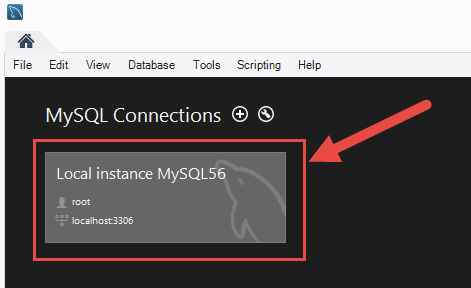 File Edit View Database Tools Scripting Help
MySQL Connections
Local instance MySQL56
root
localhost:3306